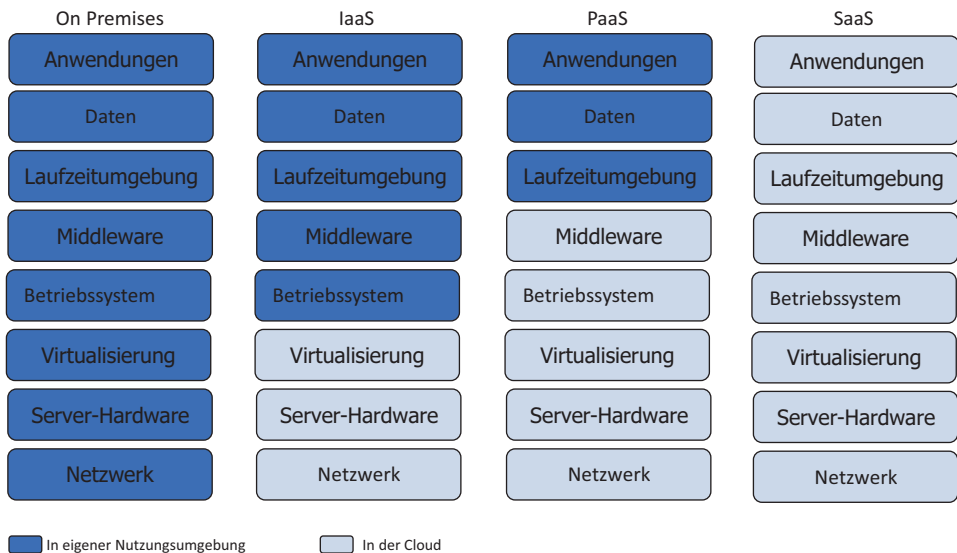 On Premises
IaaS
PaaS
SaaS
Anwendungen
Anwendungen
Anwendungen
Anwendungen
Daten
Daten
Daten
Daten
Laufzeitumgebung
Laufzeitumgebung
Laufzeitumgebung
Laufzeitumgebung
Middleware
Middleware
Middleware
Middleware
Betriebssystem
Betriebssystem
Betriebssystem
Betriebssystem
Virtualisierung
Virtualisierung
Virtualisierung
Virtualisierung
Server-Hardware
Server-Hardware
Server-Hardware
Server-Hardware
Netzwerk
Netzwerk
Netzwerk
Netzwerk
In eigener Nutzungsumgebung
In der Cloud